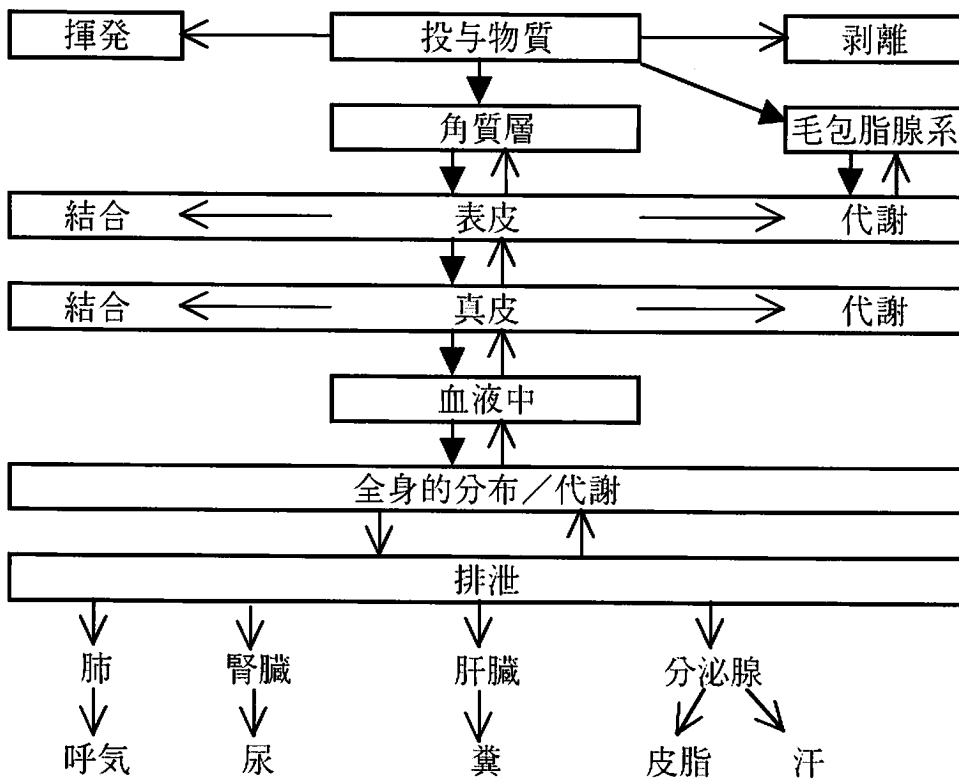 揮発 投与物質 剥離
角質層 毛包脂腺系
結合 表皮 代謝
結合 真皮 代謝
血液中
全身的分布／代謝
排泄
肺 腎臓 肝臓 分泌腺
呼気 尿 糞 皮脂 汗